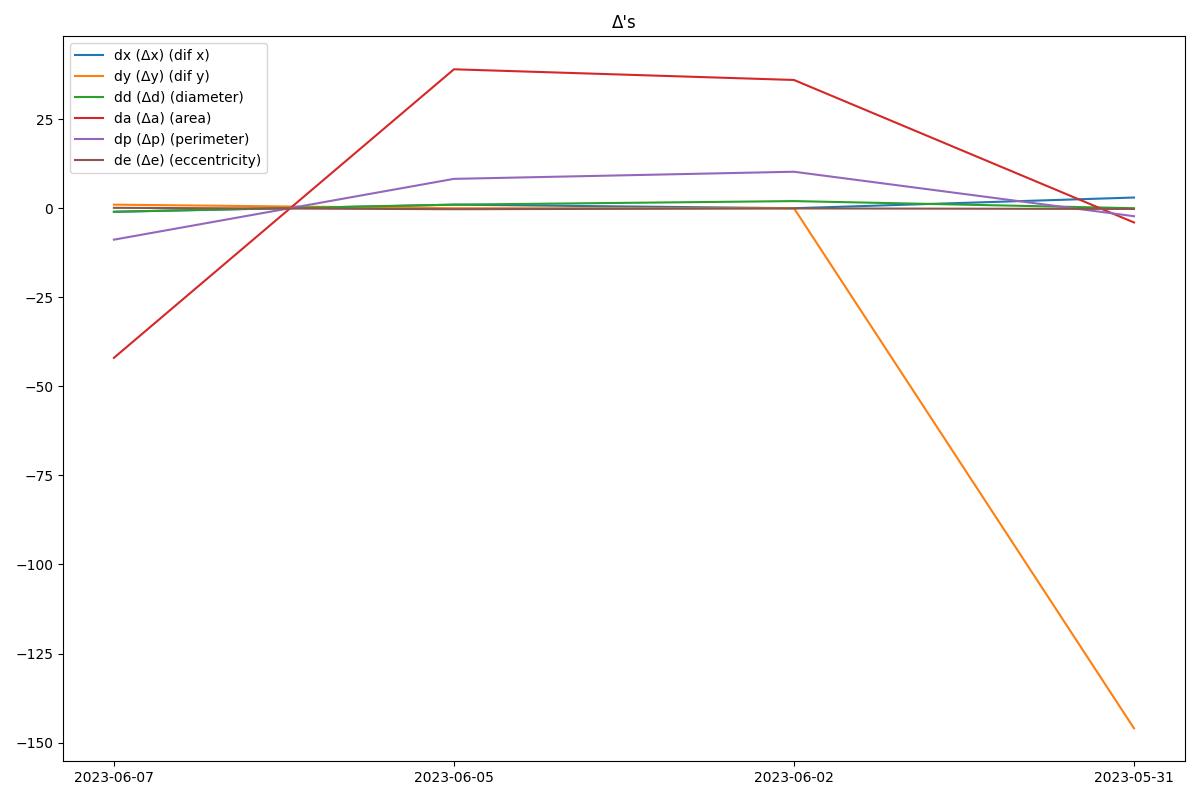 Δ's
dx (Δx) (dif x)
dy (Δy) (dif y)
dd (Δd) (diameter)
da (Δa) (area)
dp (Δp) (perimeter)
de (Δe) (eccentricity)
25
0
−25
−50
−75
−100
−125
−150
2023-06-07 2023-06-05 2023-06-02 2023-05-31